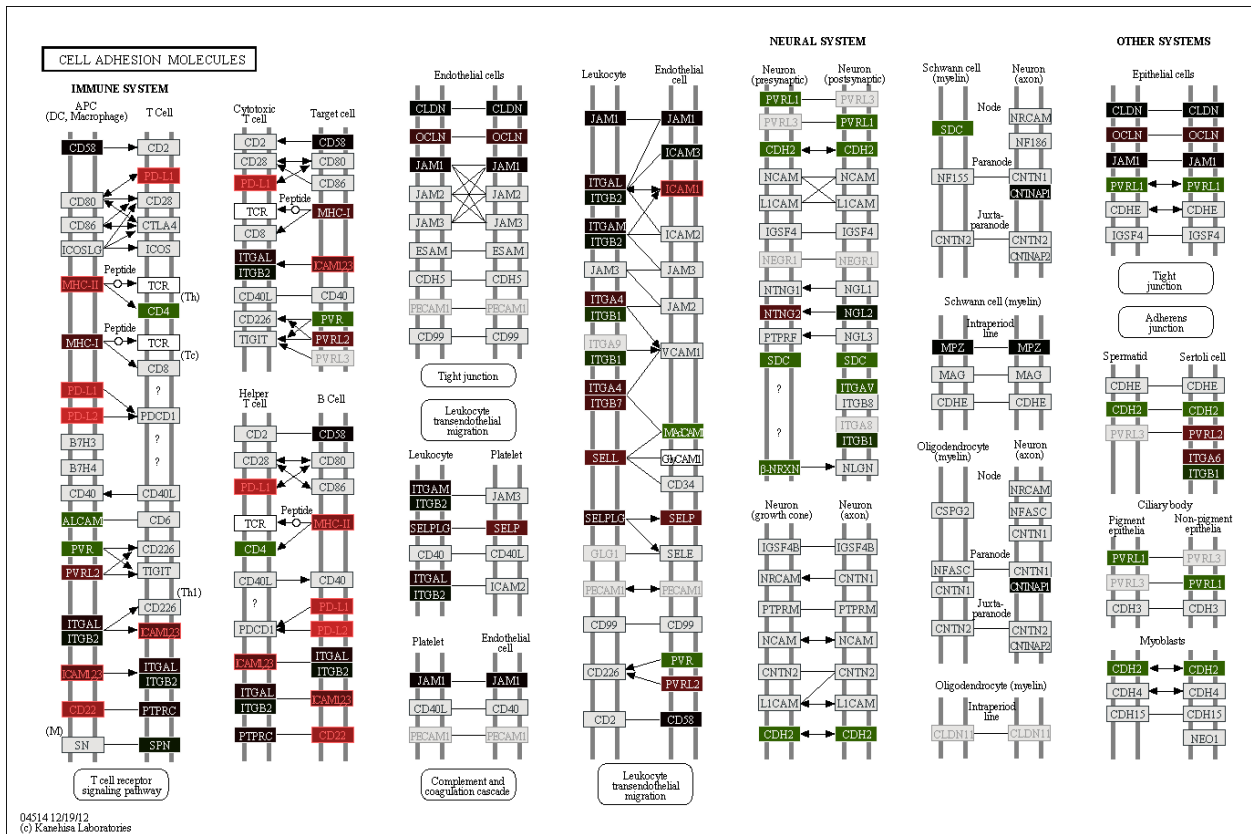 CELL ADHESION MOLECULES
IMMUNE SYSTEM
APC
(DC, Macrophage)
T Cell
CD58
CD2
PD-L1
CD80
CD28
CD86
CTLA4
ICOSLG
ICOS
MHC-II
Peptide
TCR
(Th)
CD4
MHC-I
Peptide
TCR
(Tc)
CD8
PD-L1
?
PD-L2
PDCD1
B7H3
?
B7H4
?
CD40
CD40L
ALCAM
CD6
PVR
CD226
PVRL2
TIGIT
(Th1)
CD226
ITGAL
ITGB2
ICAM123
ICAM123
ITGAL
ITGB2
CD22
PTPRC
(M)
SN
SPN
T cell receptor
signaling pathway
Cytotoxic
T cell
Target cell
CD2
CD58
CD28
CD80
PD-L1
CD86
Peptide
TCR
MHC-I
CD8
ITGAL
ITGB2
ICAM123
CD40L
CD40
CD226
PVR
TIGIT
PVRL2
PVRL3
Helper
T cell
B Cell
CD2
CD58
CD28
CD80
PD-L1
CD86
Peptide
TCR
MHC-II
CD4
CD40L
CD40
?
PD-L1
PDCD1
PD-L2
ICAM123
ITGAL
ITGB2
ITGAL
ITGB2
ICAM123
PTPRC
CD22
Endothelial cells
CLDN
CLDN
OCLN
OCLN
JAM1
JAM1
JAM2
JAM2
JAM3
JAM3
ESAM
ESAM
CDH5
CDH5
PECAM1
PECAM1
CD99
CD99
Tight junction
Leukocyte
transendothelial
migration
Leukocyte
Platelet
ITGAM
ITGB2
JAM3
SELPLG
SELP
CD40
CD40L
ITGAL
ITGB2
ICAM2
Platelet
Endothelial
cell
JAM1
JAM1
CD40L
CD40
PECAM1
PECAM1
Complement and
coagulation cascade
Leukocyte
Endothelial
cell
JAM1
JAM1
ICAM3
ITGAL
ITGB2
ICAM1
ITGAM
ITGB2
ICAM2
JAM3
JAM3
ITGA4
ITGB1
JAM2
ITGA9
ITGB1
VCAM1
ITGA4
ITGB7
MAdCAM1
SELL
GlyCAM1
CD34
SELPLG
SELP
GLG1
SELE
PECAM1
PECAM1
CD99
CD99
CD226
PVR
PVRL2
CD2
CD58
Leukocyte
transendothelial
migration
NEURAL SYSTEM
Neuron
(presynaptic)
Neuron
(postsynaptic)
PVRL1
PVRL3
PVRL3
PVRL1
CDH2
CDH2
NCAM
NCAM
L1CAM
L1CAM
IGSF4
IGSF4
NEGR1
NEGR1
NTNG1
NGL1
NTNG2
NGL2
PTPRF
NGL3
SDC
SDC
?
ITGAV
ITGB8
?
ITGA8
ITGB1
β-NRXN
NLGN
Neuron
(growth cone)
Neuron
(axon)
IGSF4B
IGSF4B
NRCAM
CNTN1
PTPRM
PTPRM
NCAM
NCAM
CNTN2
CNTN2
L1CAM
L1CAM
CDH2
CDH2
Schwann cell
(myelin)
Neuron
(axon)
Node
NRCAM
SDC
NF186
Paranode
NF155
CNTN1
CNTNAP1
Juxta-
paranode
CNTN2
CNTN2
CNTNAP2
Schwann cell (myelin)
Intraperiod
line
MPZ
MPZ
MAG
MAG
CDHE
CDHE
Oligodendrocyte
(myelin)
Neuron
(axon)
Node
NRCAM
CSPG2
NFASC
Paranode
NFASC
CNTN1
CNTN1
CNTNAP1
Juxta-
paranode
CNTN2
CNTN2
CNTNAP2
Oligodendrocyte (myelin)
Intraperiod
line
CLDN11
CLDN11
OTHER SYSTEMS
Epithelial cells
CLDN
CLDN
OCLN
OCLN
JAM1
JAM1
PVRL1
PVRL1
CDHE
CDHE
IGSF4
IGSF4
Tight
junction
Adherens
junction
Spermatid
Sertoli cell
CDHE
CDHE
CDH2
CDH2
PVRL3
PVRL2
ITGA6
ITGB1
Ciliary body
Pigment
epithelia
Non-pigment
epithelia
PVRL1
PVRL3
PVRL3
PVRL1
CDH3
CDH3
Myoblasts
CDH2
CDH2
CDH4
CDH4
CDH15
CDH15
NEO1
04514 12/19/12
(c) Kanehisa Laboratories